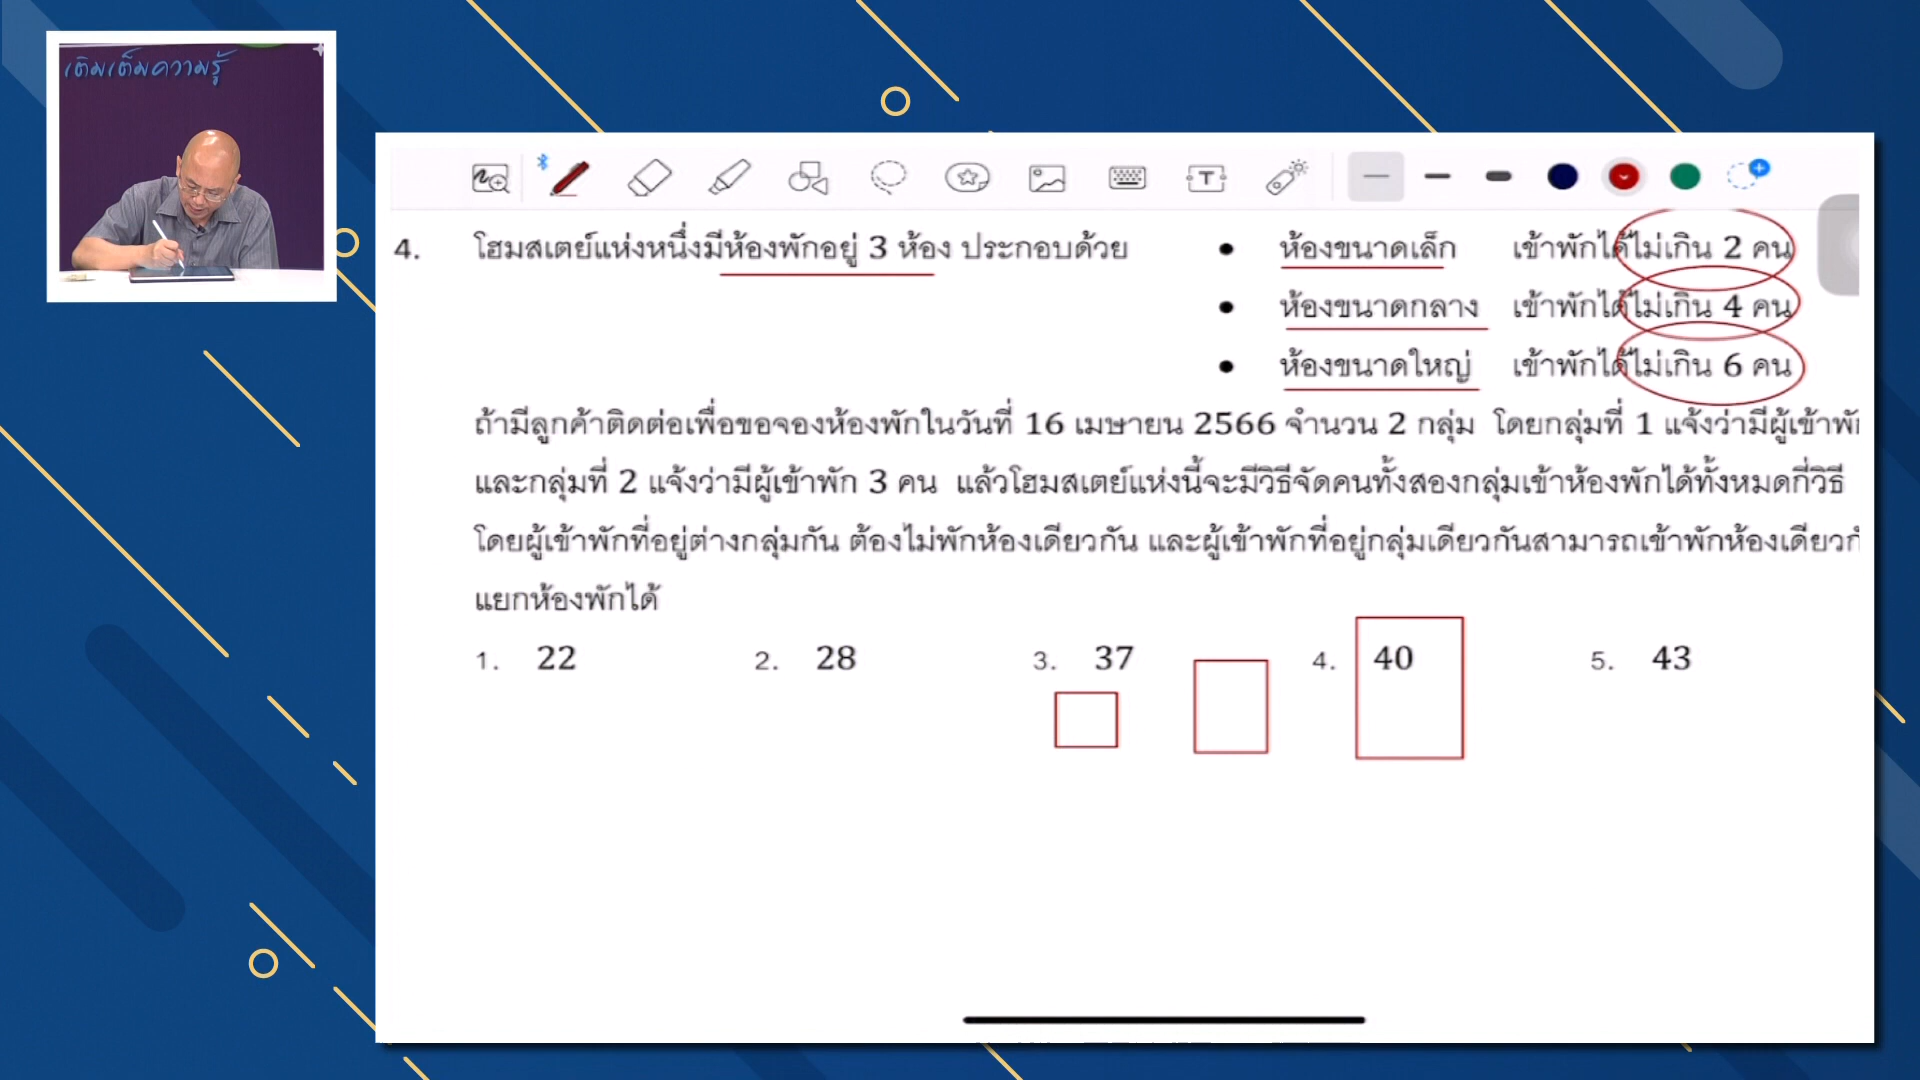 เติมเต็มความรู้
4. โฮมสเตย์แห่งหนึ่งมีห้องพักอยู่ 3 ห้อง ประกอบด้วย • ห้องขนาดเล็ก เข้าพักได้ไม่เกิน 2 คน
• ห้องขนาดกลาง เข้าพักได้ไม่เกิน 4 คน
• ห้องขนาดใหญ่ เข้าพักได้ไม่เกิน 6 คน
ถ้ามีลูกค้าติดต่อเพื่อขอจองห้องพักในวันที่ 16 เมษายน 2566 จำนวน 2 กลุ่ม โดยกลุ่มที่ 1 แจ้งว่ามีผู้เข้าพัก
และกลุ่มที่ 2 แจ้งว่ามีผู้เข้าพัก 3 คน แล้วโฮมสเตย์แห่งนี้จะมีวิธีจัดคนทั้งสองกลุ่มเข้าห้องพักได้ทั้งหมดกี่วิธี
โดยผู้เข้าพักที่อยู่ต่างกลุ่มกัน ต้องไม่พักห้องเดียวกัน และผู้เข้าพักที่อยู่กลุ่มเดียวกันสามารถเข้าพักห้องเดียวกั
แยกห้องพักได้
1. 22 2. 28 3. 37 4. 40 5. 43